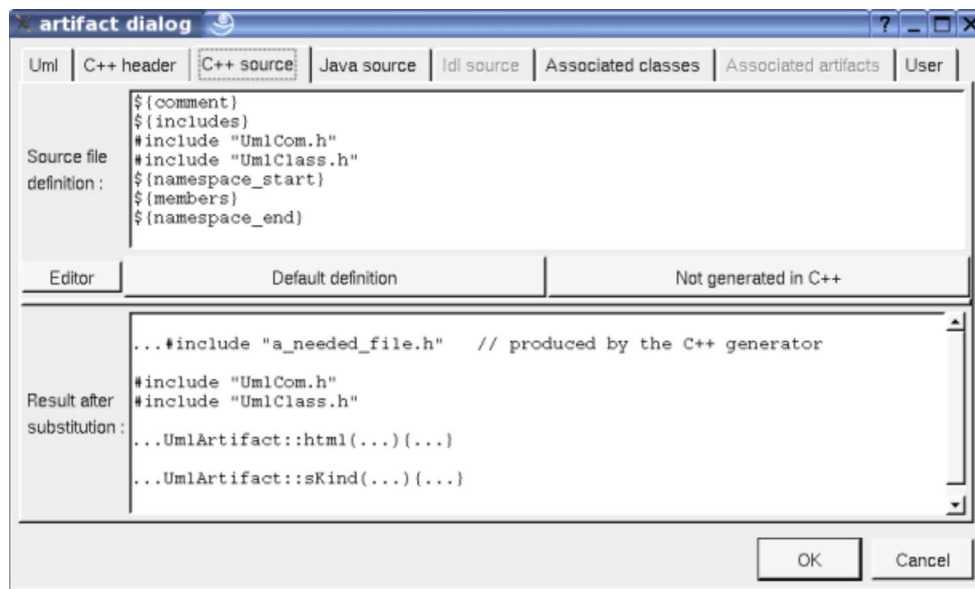 artifact dialog
Uml C++ header C++ source Java source Idl source Associated classes Associated artifacts User
Source file
definition :
${comment}
${includes}
#include "UmlCom.h"
#include "UmlClass.h"
${namespace_start}
${members}
${namespace_end}
Editor Default definition Not generated in C++
Result after
substitution :
...#include "a_needed_file.h" // produced by the C++ generator
#include "UmlCom.h"
#include "UmlClass.h"
...UmlArtifact::html(...){...}
...UmlArtifact::sKind(...){...}
OK Cancel